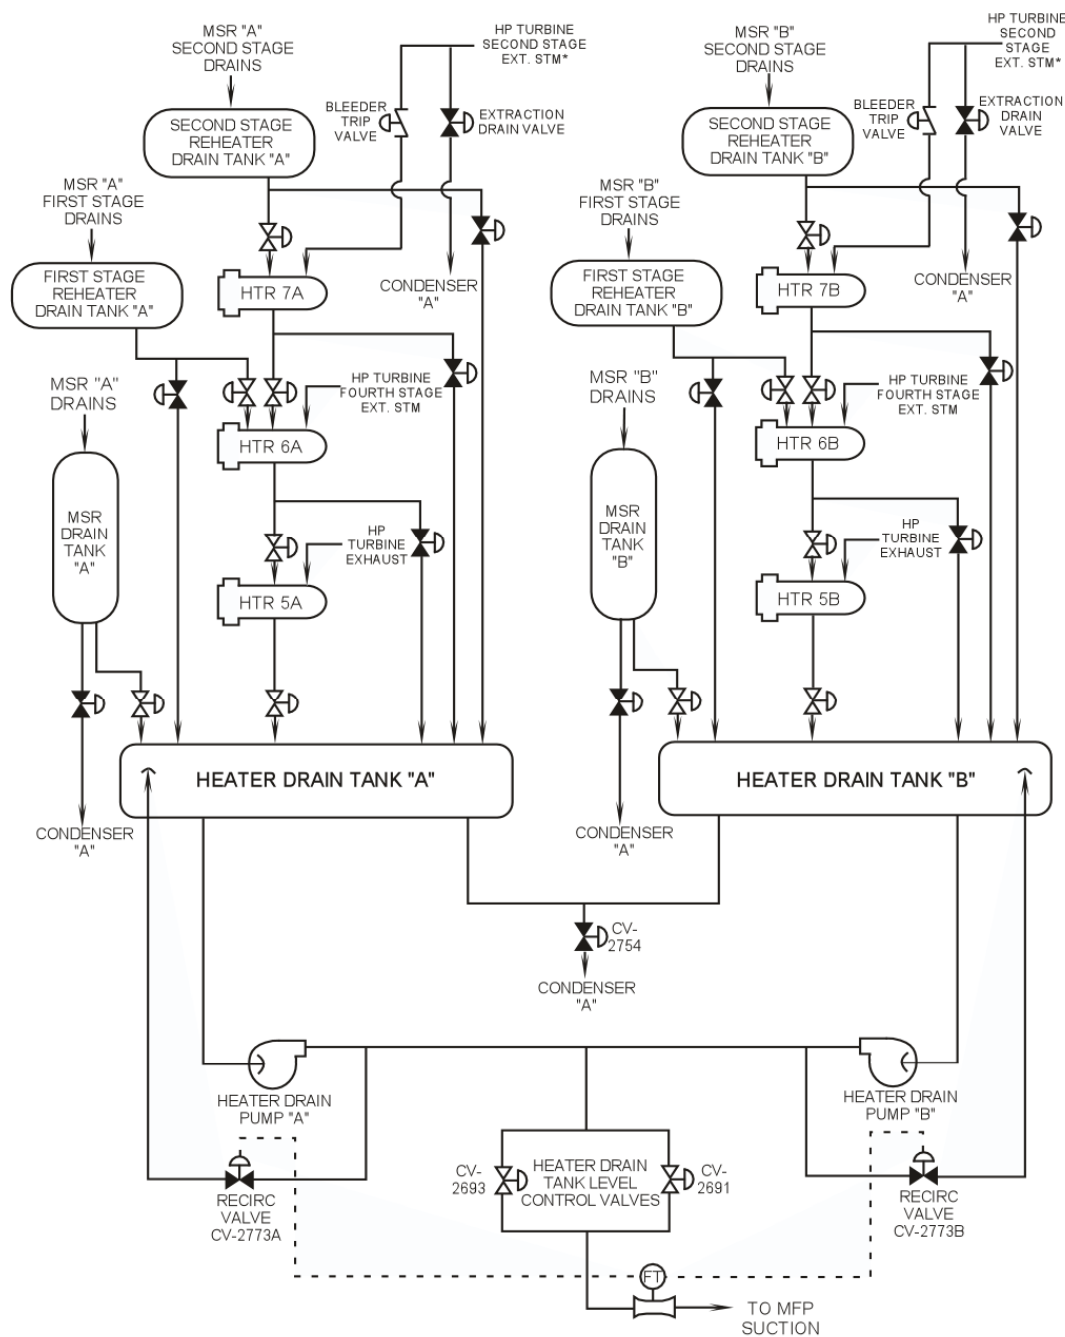 MSR "A"
SECOND STAGE
DRAINS
HP TURBINE
SECOND STAGE
EXT. STM*
MSR "B"
SECOND STAGE
DRAINS
HP TURBINE
SECOND
STAGE
EXT. STM*
BLEEDER
TRIP
VALVE
EXTRACTION
DRAIN VALVE
BLEEDER
TRIP
VALVE
EXTRACTION
DRAIN
VALVE
SECOND STAGE
REHEATER
DRAIN TANK "A"
SECOND STAGE
REHEATER
DRAIN TANK "B"
MSR "A"
FIRST STAGE
DRAINS
MSR "B"
FIRST STAGE
DRAINS
FIRST STAGE
REHEATER
DRAIN TANK "A"
HTR 7A
CONDENSER
"A"
FIRST STAGE
REHEATER
DRAIN TANK "B"
HTR 7B
CONDENSER
"A"
MSR "A"
DRAINS
HP TURBINE
FOURTH STAGE
EXT. STM
MSR "B"
DRAINS
HP TURBINE
FOURTH STAGE
EXT. STM
HTR 6A
HTR 6B
MSR
DRAIN
TANK
"A"
HP
TURBINE
EXHAUST
MSR
DRAIN
TANK
"B"
HP
TURBINE
EXHAUST
HTR 5A
HTR 5B
HEATER DRAIN TANK "A"
HEATER DRAIN TANK "B"
CONDENSER
"A"
CONDENSER
"A"
CV-
2754
CONDENSER
"A"
HEATER DRAIN
PUMP "A"
HEATER DRAIN
PUMP "B"
CV-
2693
HEATER DRAIN
TANK LEVEL
CONTROL VALVES
CV-
2691
RECIRC
VALVE
CV-2773A
RECIRC
VALVE
CV-2773B
FT
TO MFP
SUCTION